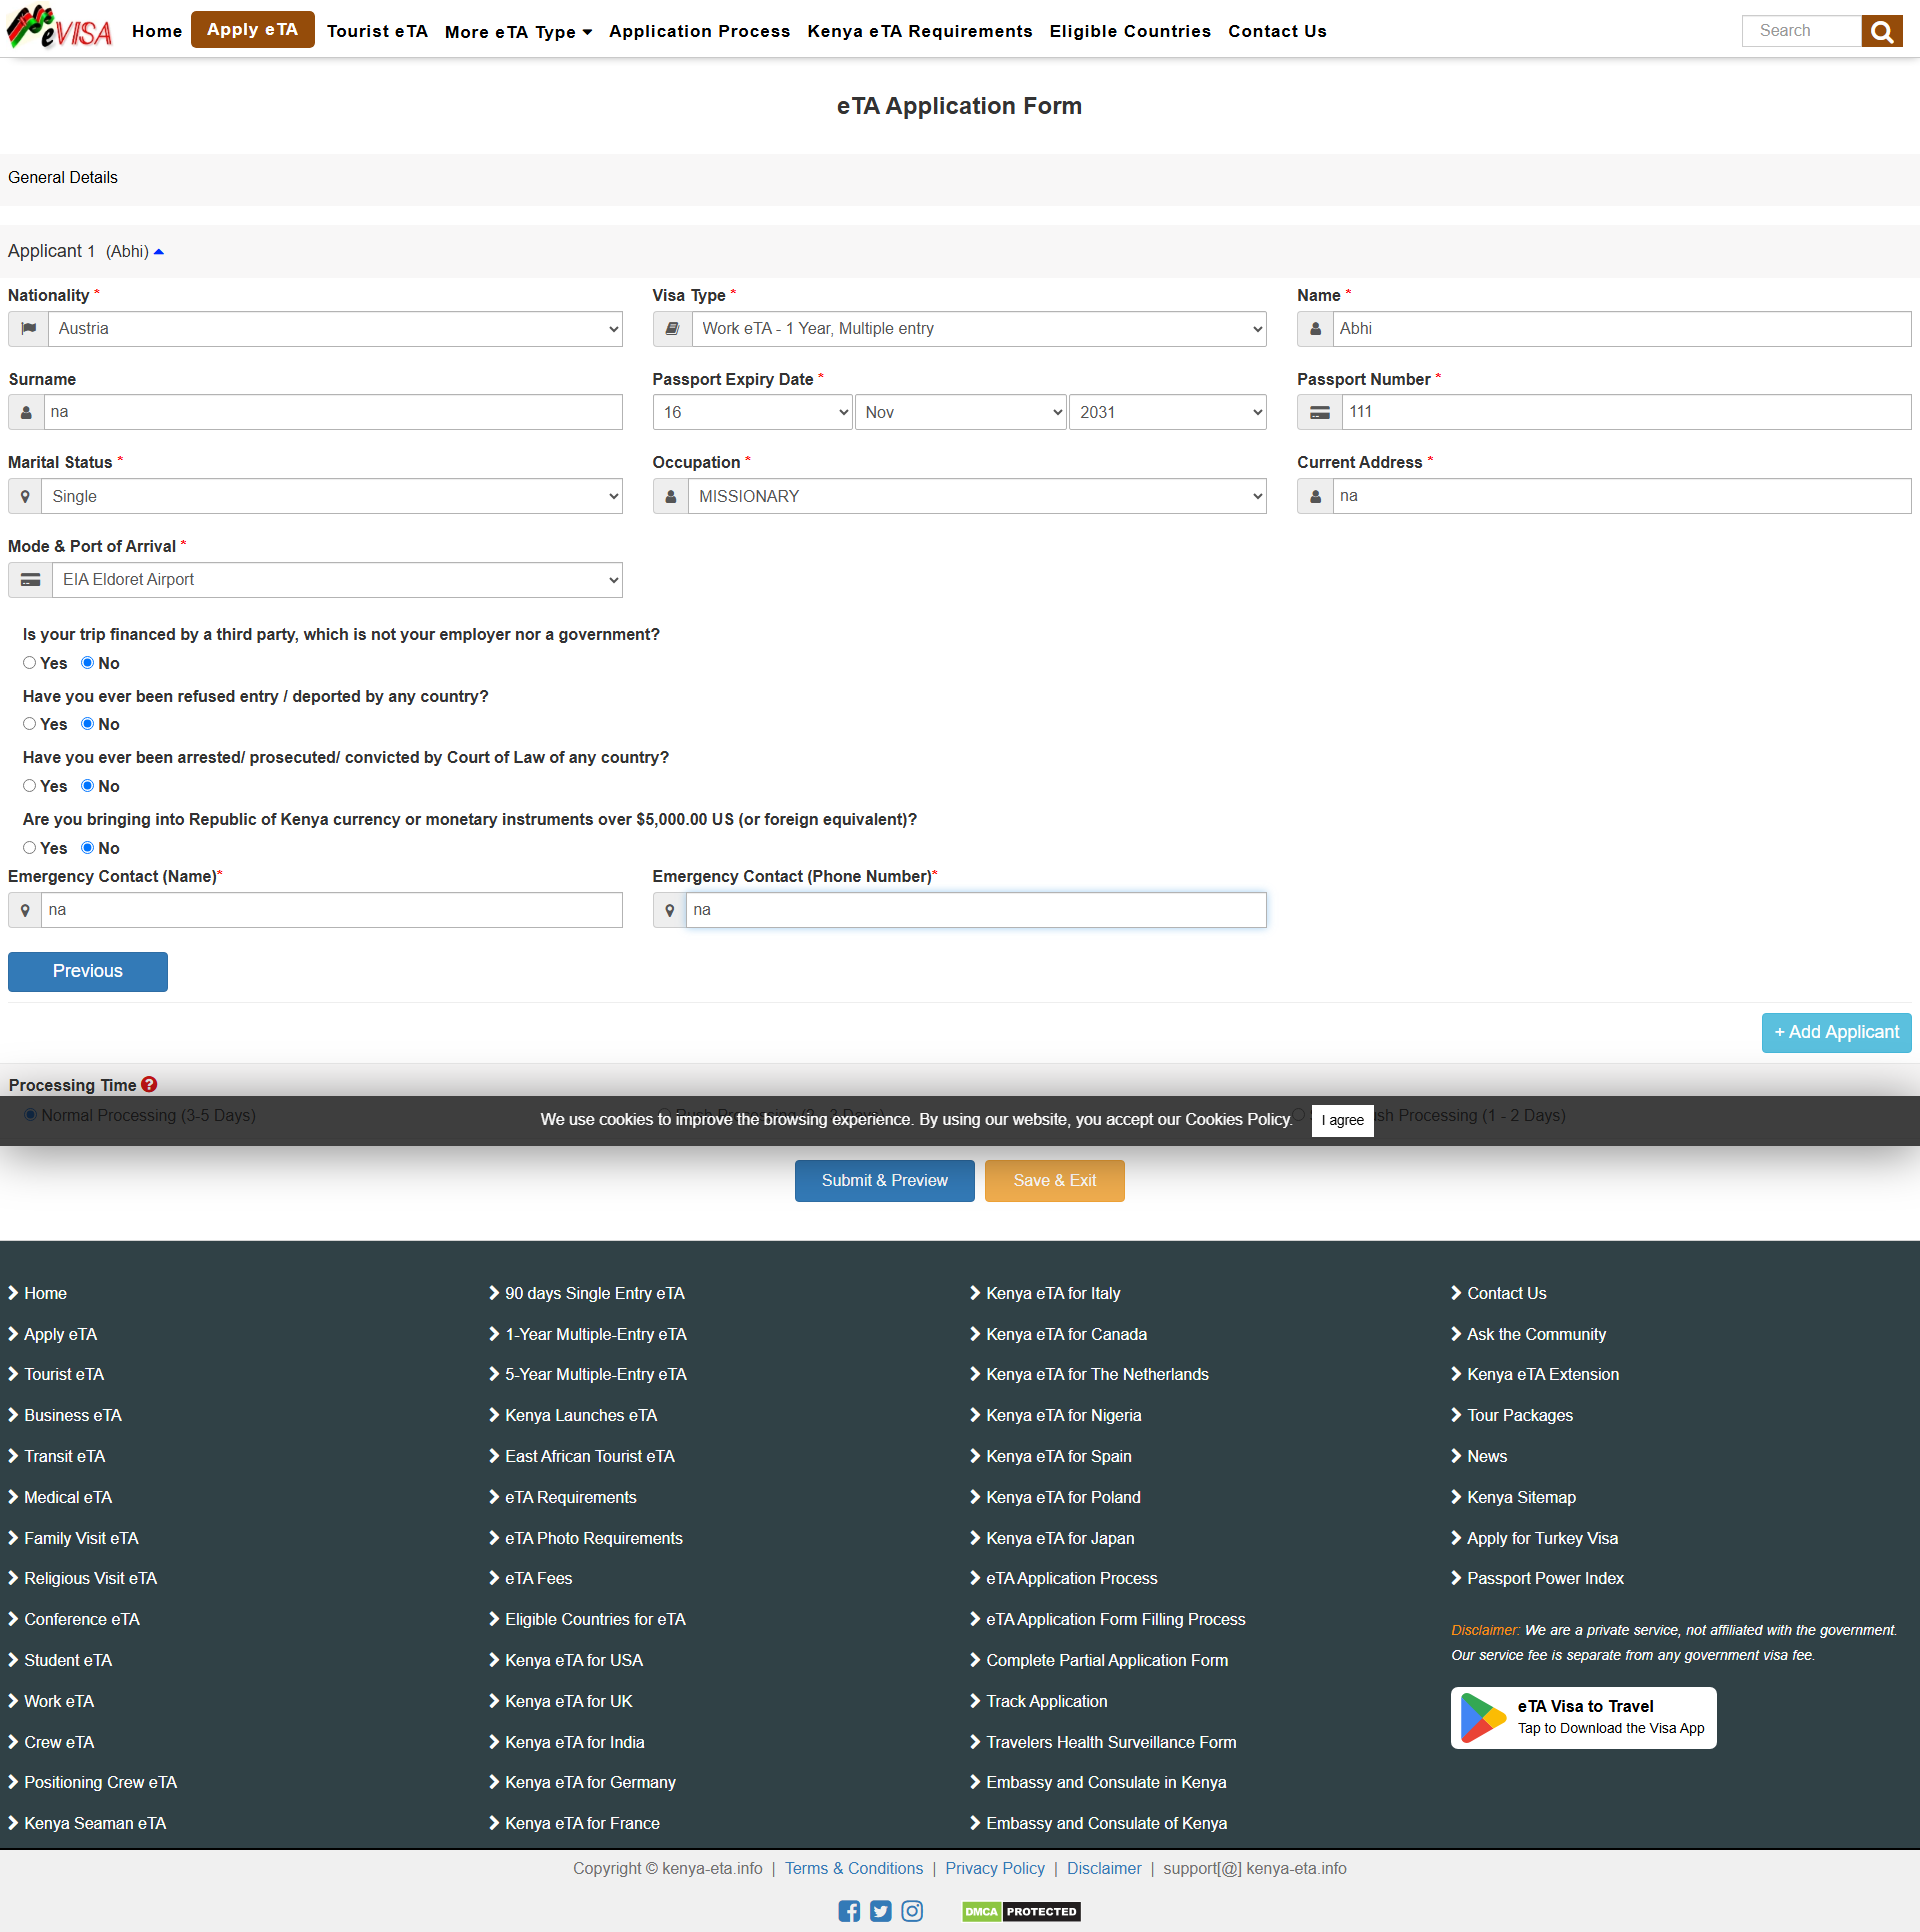 eVISA Home Apply eTA Tourist eTA More eTA Type Application Process Kenya eTA Requirements Eligible Countries Contact Us Search
eTA Application Form
General Details
Applicant 1 (Abhi)
Nationality * Visa Type * Name *
Austria Work eTA - 1 Year, Multiple entry Abhi
Surname Passport Expiry Date * Passport Number *
na 16 Nov 2031 111
Marital Status * Occupation * Current Address *
Single MISSIONARY na
Mode & Port of Arrival *
EIA Eldoret Airport
Is your trip financed by a third party, which is not your employer nor a government?
Yes No
Have you ever been refused entry / deported by any country?
Yes No
Have you ever been arrested/ prosecuted/ convicted by Court of Law of any country?
Yes No
Are you bringing into Republic of Kenya currency or monetary instruments over $5,000.00 US (or foreign equivalent)?
Yes No
Emergency Contact (Name)* Emergency Contact (Phone Number)*
na na
Previous
+ Add Applicant
Processing Time
Normal Processing (3-5 Days) Processing (1 - 2 Days)
We use cookies to improve the browsing experience. By using our website, you accept our Cookies Policy. I agree
Submit & Preview Save & Exit
Home 90 days Single Entry eTA Kenya eTA for Italy Contact Us
Apply eTA 1-Year Multiple-Entry eTA Kenya eTA for Canada Ask the Community
Tourist eTA 5-Year Multiple-Entry eTA Kenya eTA for The Netherlands Kenya eTA Extension
Business eTA Kenya Launches eTA Kenya eTA for Nigeria Tour Packages
Transit eTA East African Tourist eTA Kenya eTA for Spain News
Medical eTA eTA Requirements Kenya eTA for Poland Kenya Sitemap
Family Visit eTA eTA Photo Requirements Kenya eTA for Japan Apply for Turkey Visa
Religious Visit eTA eTA Fees eTA Application Process Passport Power Index
Conference eTA Eligible Countries for eTA eTA Application Form Filling Process
Student eTA Kenya eTA for USA Complete Partial Application Form
Work eTA Kenya eTA for UK Track Application
Crew eTA Kenya eTA for India Travelers Health Surveillance Form
Positioning Crew eTA Kenya eTA for Germany Embassy and Consulate in Kenya
Kenya Seaman eTA Kenya eTA for France Embassy and Consulate of Kenya
Disclaimer: We are a private service, not affiliated with the government.
Our service fee is separate from any government visa fee.
eTA Visa to Travel
Tap to Download the Visa App
Copyright © kenya-eta.info | Terms & Conditions | Privacy Policy | Disclaimer | support[@] kenya-eta.info
DMCA PROTECTED